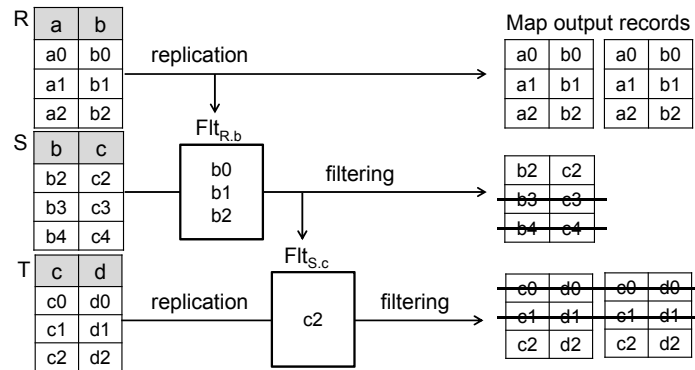 R a b Map output records
a0 b0 replication a0 b0 a0 b0
a1 b1 a1 b1 a1 b1
a2 b2 a2 b2 a2 b2
Flt R.b
S b c b0 b1 b2 filtering
b2 c2 b2 c2
b3 c3 b3 c3
b4 c4 b4 c4
Flt S.c
T c d
c0 d0 replication c2 filtering c0 d0 c0 d0
c1 d1 c1 d1 c1 d1
c2 d2 c2 d2 c2 d2